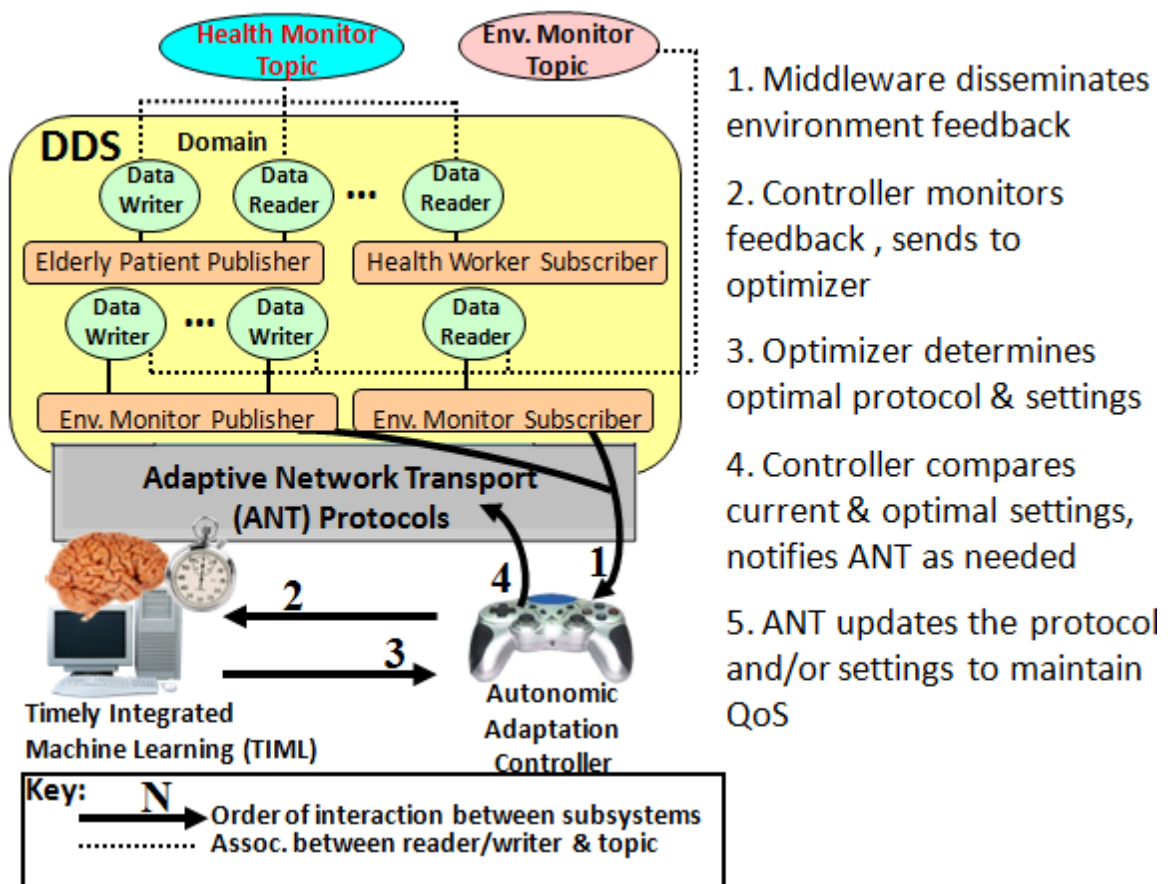 Health Monitor
Topic
Env. Monitor
Topic
DDS
Domain
Data
Writer
Data
Reader
...
Data
Reader
Elderly Patient Publisher
Health Worker Subscriber
Data
Writer
...
Data
Writer
Data
Reader
Env. Monitor Publisher
Env. Monitor Subscriber
Adaptive Network Transport
(ANT) Protocols
1
4
2
3
Timely Integrated
Machine Learning (TIML)
Autonomic
Adaptation
Controller
Key:
N
Order of interaction between subsystems
Assoc. between reader/writer & topic
1. Middleware disseminates
environment feedback
2. Controller monitors
feedback , sends to
optimizer
3. Optimizer determines
optimal protocol & settings
4. Controller compares
current & optimal settings,
notifies ANT as needed
5. ANT updates the protocol
and/or settings to maintain
QoS